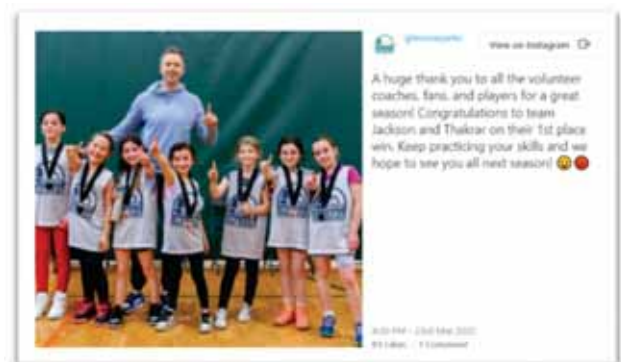 View on Instagram
A huge thank you to all the volunteer
coaches, fans, and players for a great
season! Congratulations to team
Jackson and Thakrar on their 1st place
win. Keep practicing your skills and we
hope to see you all next season! 😀🏀
1 Comment